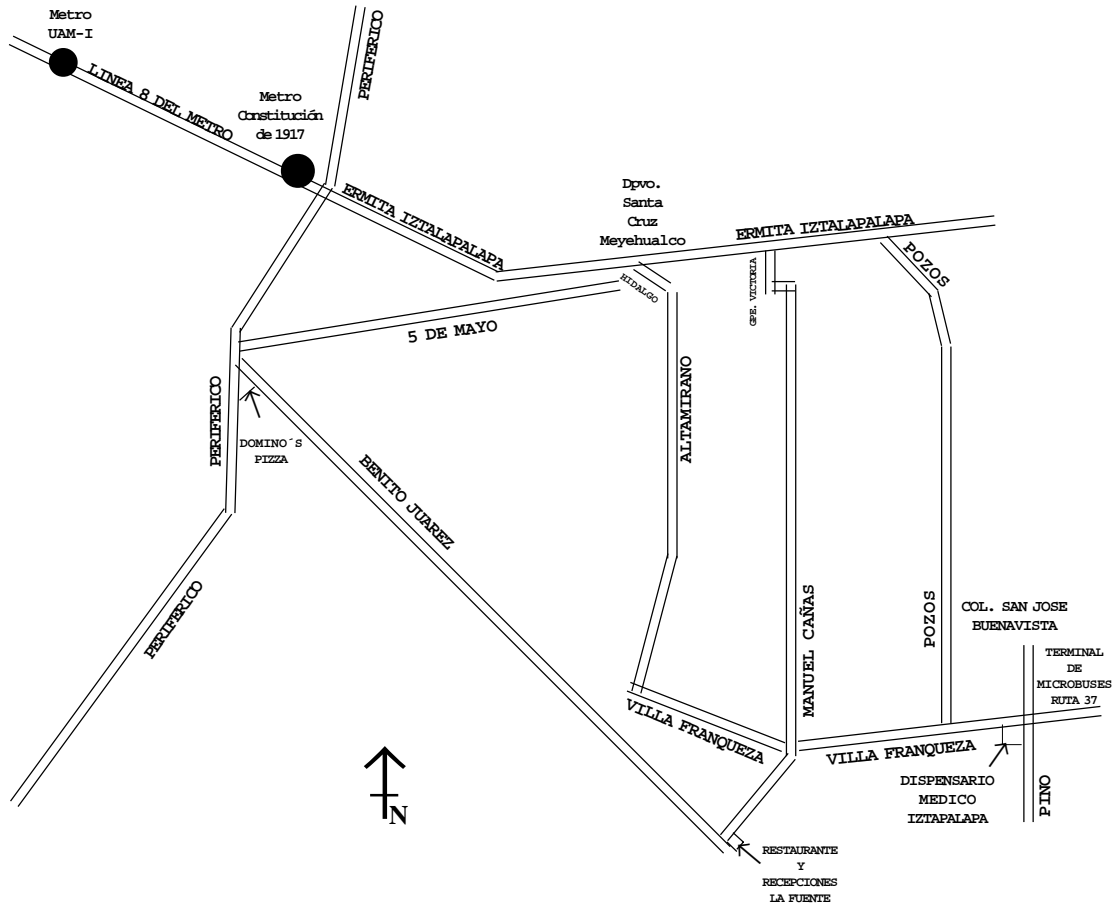 Metro
UAM-I
LINEA 8 DEL METRO
PERIFERICO
Metro
Constitución
de 1917
ERMITA IZTALAPALAPA
Dpvo.
Santa
Cruz
Meyehualco
ERMITA IZTALAPALAPA
POZOS
HIDALGO
GPE. VICTORIA
5 DE MAYO
PERIFERICO
ALTAMIRANO
DOMINO´S
PIZZA
BENITO JUAREZ
PERIFERICO
MANUEL CAÑAS
POZOS
COL. SAN JOSE
BUENAVISTA
TERMINAL
DE
MICROBUSES
RUTA 37
VILLA FRANQUEZA
VILLA FRANQUEZA
DISPENSARIO
MEDICO
IZTAPALAPA
PINO
N
RESTAURANTE
Y
RECEPCIONES
LA FUENTE